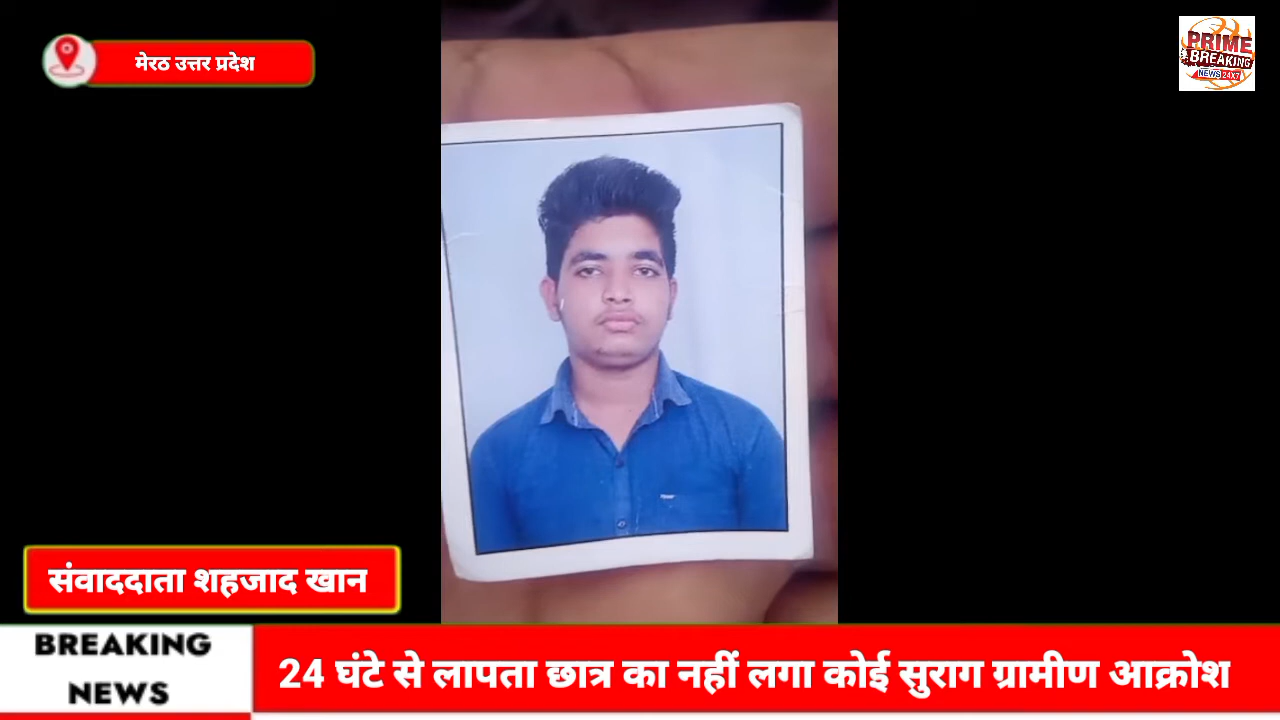 मेरठ उत्तर प्रदेश
PRIME
BREAKING
NEWS 24X7
संवाददाता शहजाद खान
BREAKING
NEWS
24 घंटे से लापता छात्र का नहीं लगा कोई सुराग ग्रामीण आक्रोश